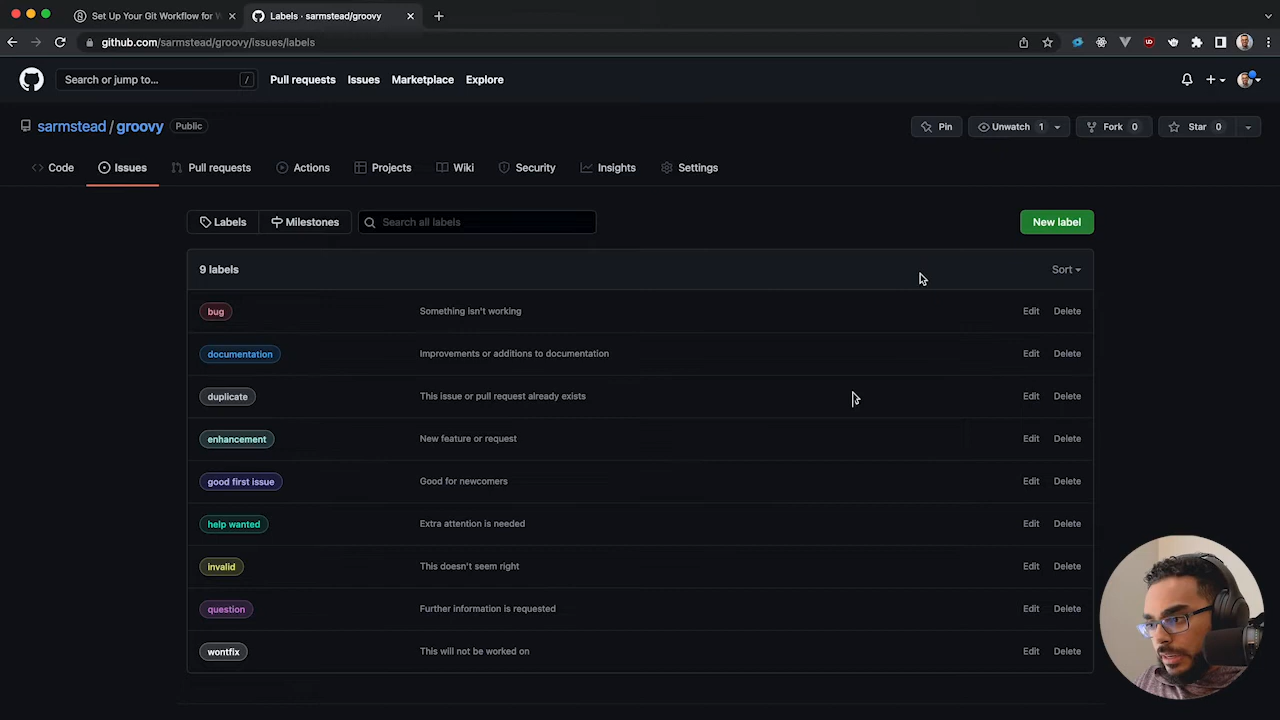 Set Up Your Git Workflow for W
Labels · sarmstead/groovy
github.com/sarmstead/groovy/issues/labels
Search or jump to... /
Pull requests
Issues
Marketplace
Explore
sarmstead / groovy Public
Pin
Unwatch 1
Fork 0
Star 0
Code
Issues
Pull requests
Actions
Projects
Wiki
Security
Insights
Settings
Labels
Milestones
Search all labels
New label
9 labels
Sort
bug Something isn't working Edit Delete
documentation Improvements or additions to documentation Edit Delete
duplicate This issue or pull request already exists Edit Delete
enhancement New feature or request Edit Delete
good first issue Good for newcomers Edit Delete
help wanted Extra attention is needed Edit Delete
invalid This doesn't seem right Edit Delete
question Further information is requested Edit Delete
wontfix This will not be worked on Edit Delete